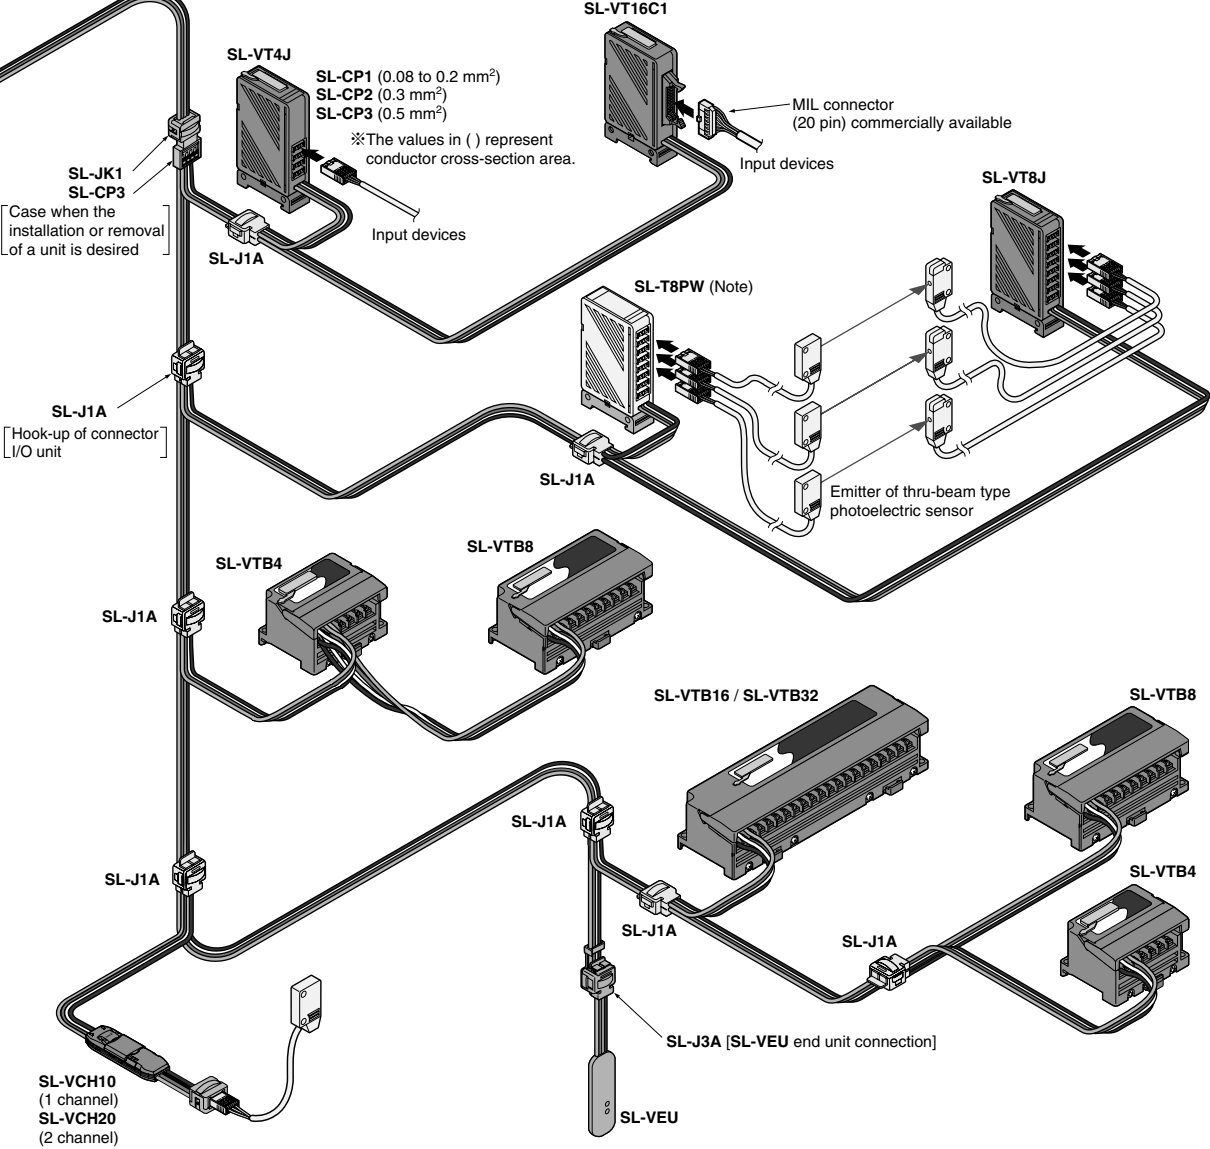 SL-VT16C1
SL-VT4J
SL-CP1 (0.08 to 0.2 mm²)
SL-CP2 (0.3 mm²)
SL-CP3 (0.5 mm²)
※The values in ( ) represent
conductor cross-section area.
MIL connector
(20 pin) commercially available
Input devices
SL-JK1
SL-CP3
Case when the
installation or removal
of a unit is desired
Input devices
SL-J1A
SL-VT8J
SL-T8PW (Note)
SL-J1A
Hook-up of connector
I/O unit
SL-J1A
Emitter of thru-beam type
photoelectric sensor
SL-VTB4
SL-VTB8
SL-J1A
SL-VTB16 / SL-VTB32
SL-VTB8
SL-J1A
SL-J1A
SL-VTB4
SL-J1A
SL-J1A
SL-J3A [SL-VEU end unit connection]
SL-VCH10
(1 channel)
SL-VCH20
(2 channel)
SL-VEU